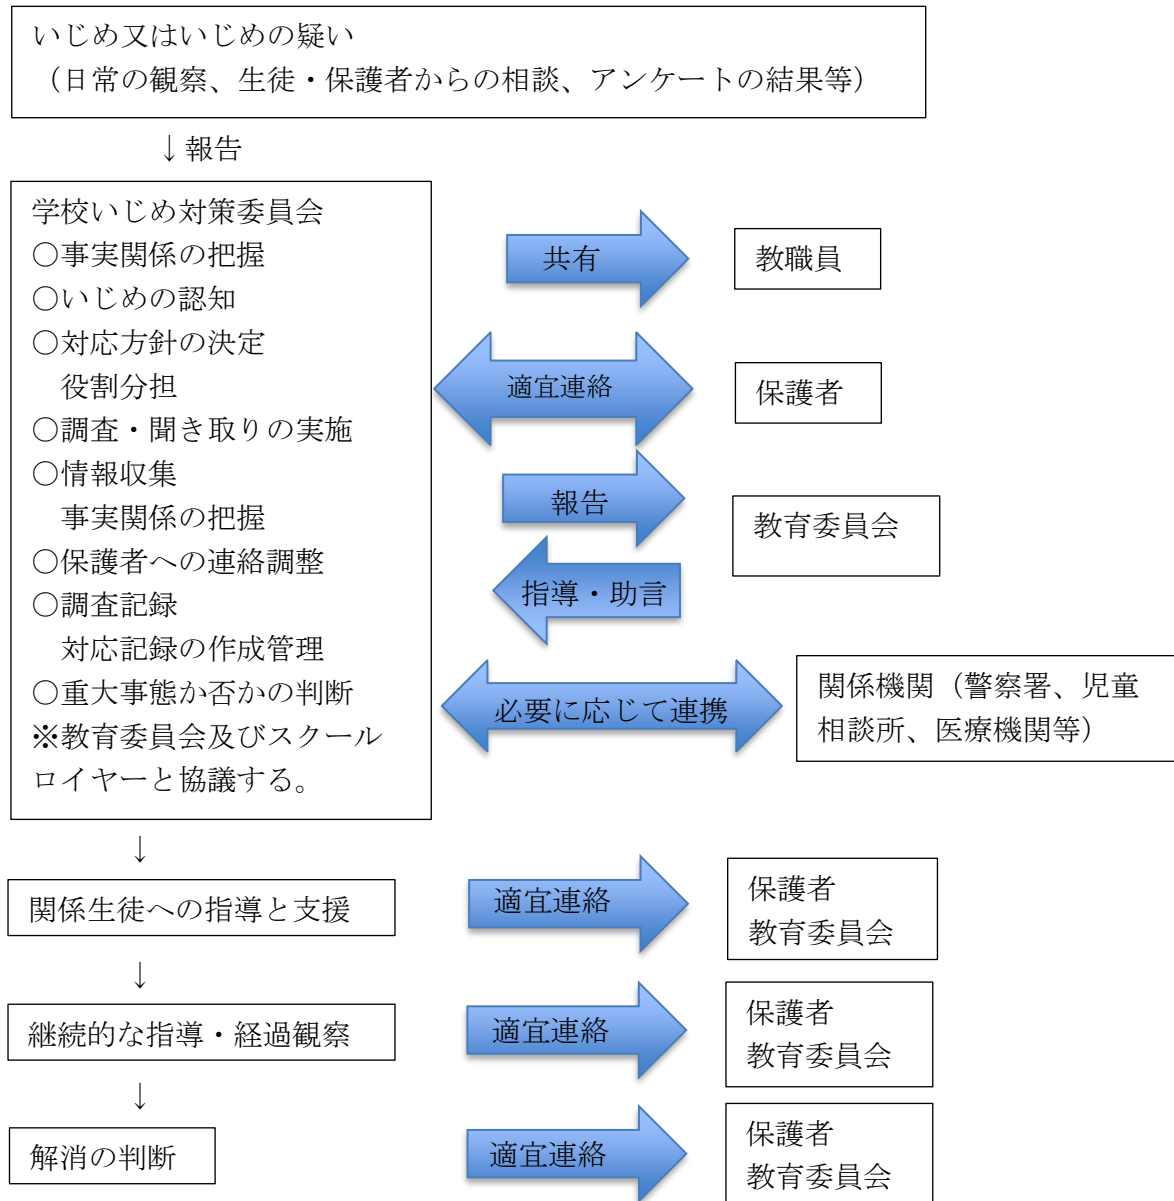 いじめ又はいじめの疑い
（日常の観察、生徒・保護者からの相談、アンケートの結果等）
↓報告
学校いじめ対策委員会
○事実関係の把握
○いじめの認知
○対応方針の決定
役割分担
○調査・聞き取りの実施
○情報収集
事実関係の把握
○保護者への連絡調整
○調査記録
対応記録の作成管理
○重大事態か否かの判断
※教育委員会及びスクール
ロイヤーと協議する。
共有
教職員
適宜連絡
保護者
報告
教育委員会
指導・助言
必要に応じて連携
関係機関（警察署、児童
相談所、医療機関等）
↓
関係生徒への指導と支援
適宜連絡
保護者
教育委員会
↓
継続的な指導・経過観察
適宜連絡
保護者
教育委員会
↓
解消の判断
適宜連絡
保護者
教育委員会